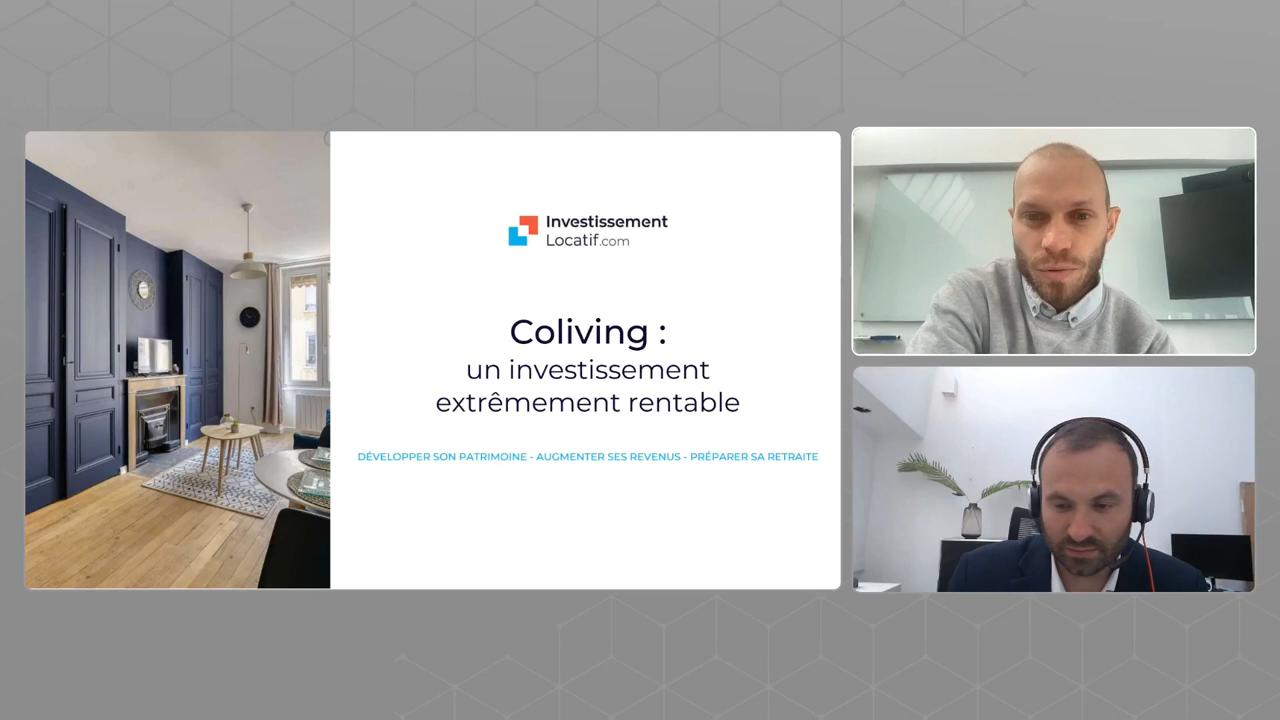 Investissement
Locatif.com
Coliving :
un investissement
extrêmement rentable
DÉVELOPPER SON PATRIMOINE - AUGMENTER SES REVENUS - PRÉPARER SA RETRAITE